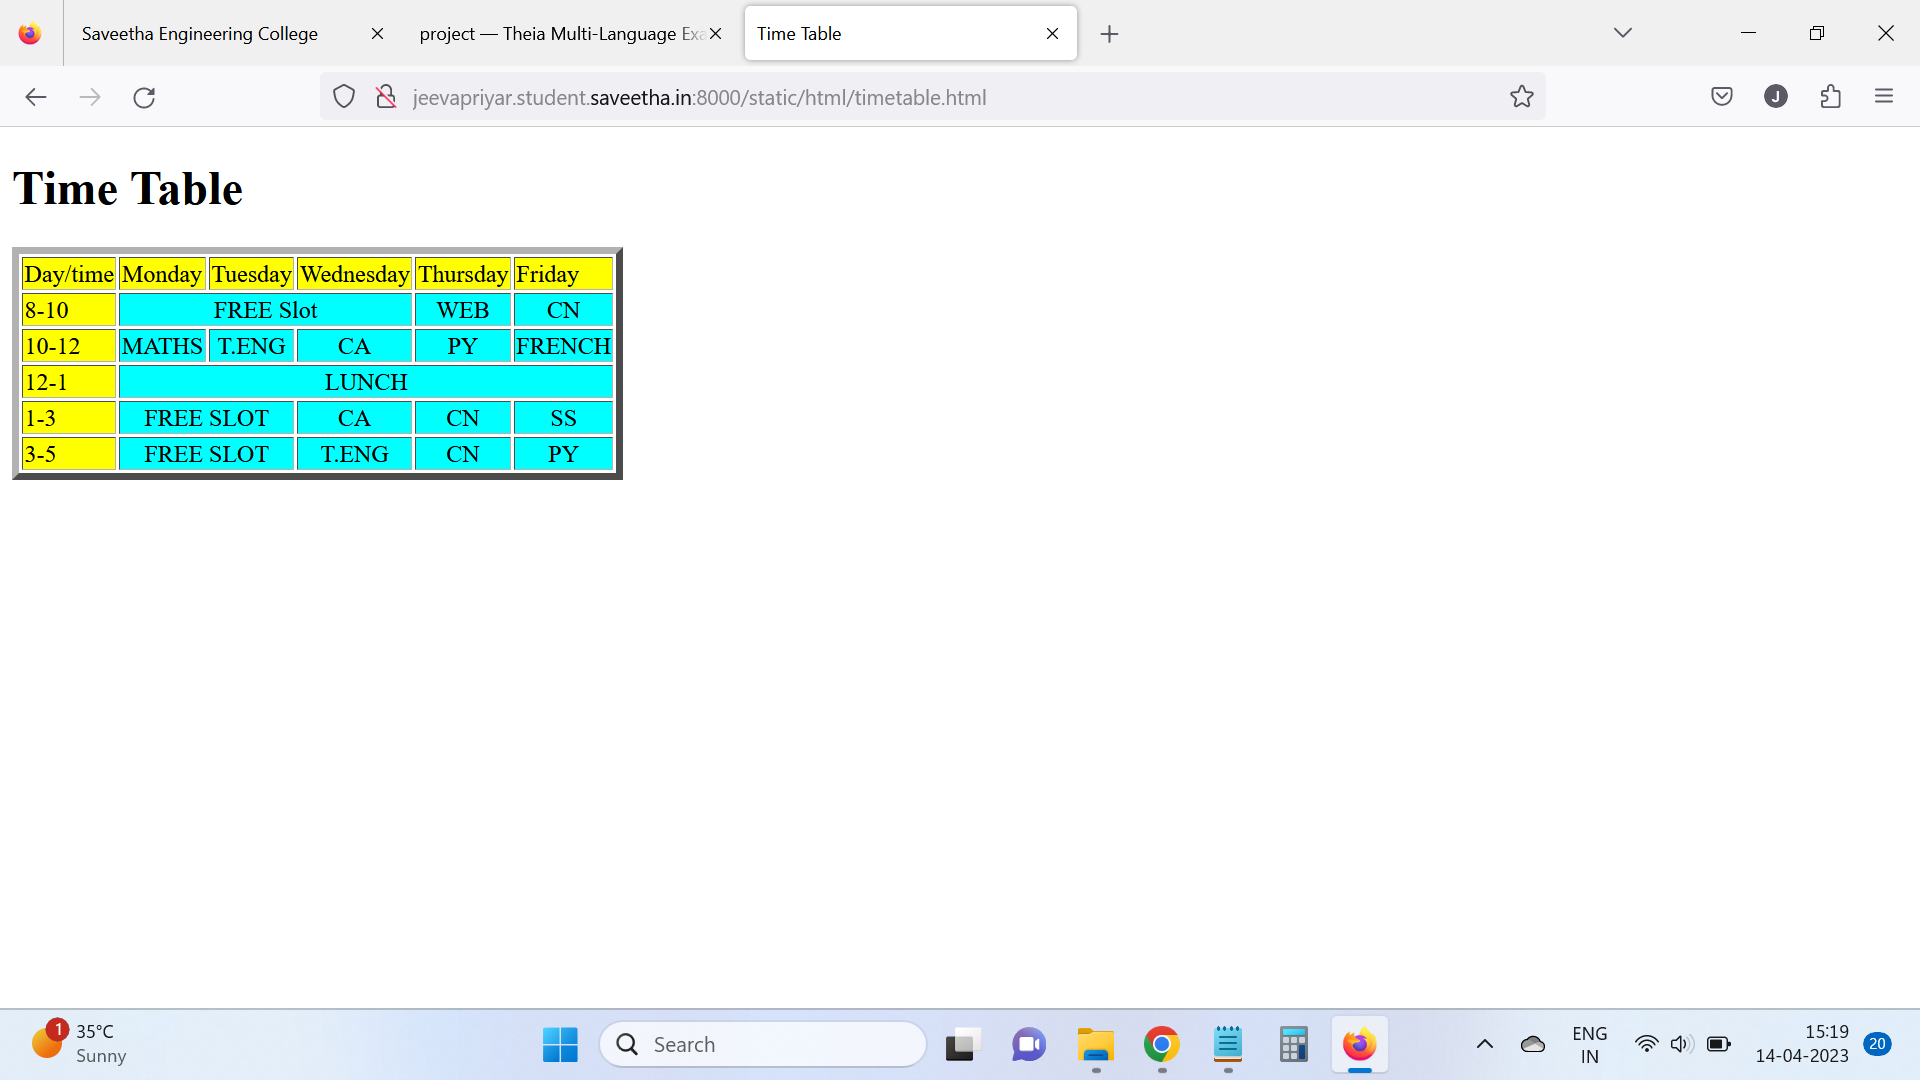 Saveetha Engineering College
project — Theia Multi-Language Exa
Time Table
jeevapriyar.student.saveetha.in:8000/static/html/timetable.html
J
Time Table
Day/time Monday Tuesday Wednesday Thursday Friday
8-10 FREE Slot WEB CN
10-12 MATHS T.ENG CA PY FRENCH
12-1 LUNCH
1-3 FREE SLOT CA CN SS
3-5 FREE SLOT T.ENG CN PY
1
35°C
Sunny
Search
ENG
IN
15:19
14-04-2023
20